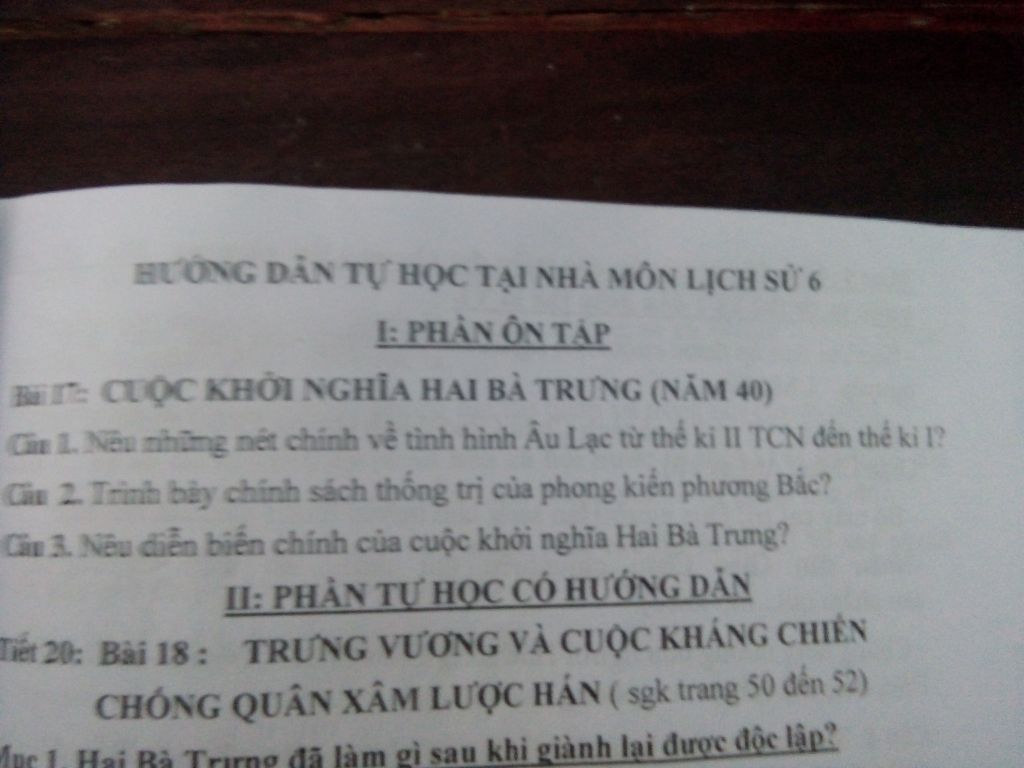 HƯỚNG DẪN TỰ HỌC TẠI NHÀ MÔN LỊCH SỬ 6
I: PHẦN ÔN TẬP
Bài 17: CUỘC KHỞI NGHĨA HAI BÀ TRƯNG (NĂM 40)
Câu 1. Nêu những nét chính về tình hình Âu Lạc từ thế kỉ II TCN đến thế kỉ I?
Câu 2. Trình bày chính sách thống trị của phong kiến phương Bắc?
Câu 3. Nêu diễn biến chính của cuộc khởi nghĩa Hai Bà Trưng?
II: PHẦN TỰ HỌC CÓ HƯỚNG DẪN
Tiết 20: Bài 18 : TRƯNG VƯƠNG VÀ CUỘC KHÁNG CHIẾN
CHỐNG QUÂN XÂM LƯỢC HÁN ( sgk trang 50 đến 52)
Mục 1. Hai Bà Trưng đã làm gì sau khi giành lại được độc lập?